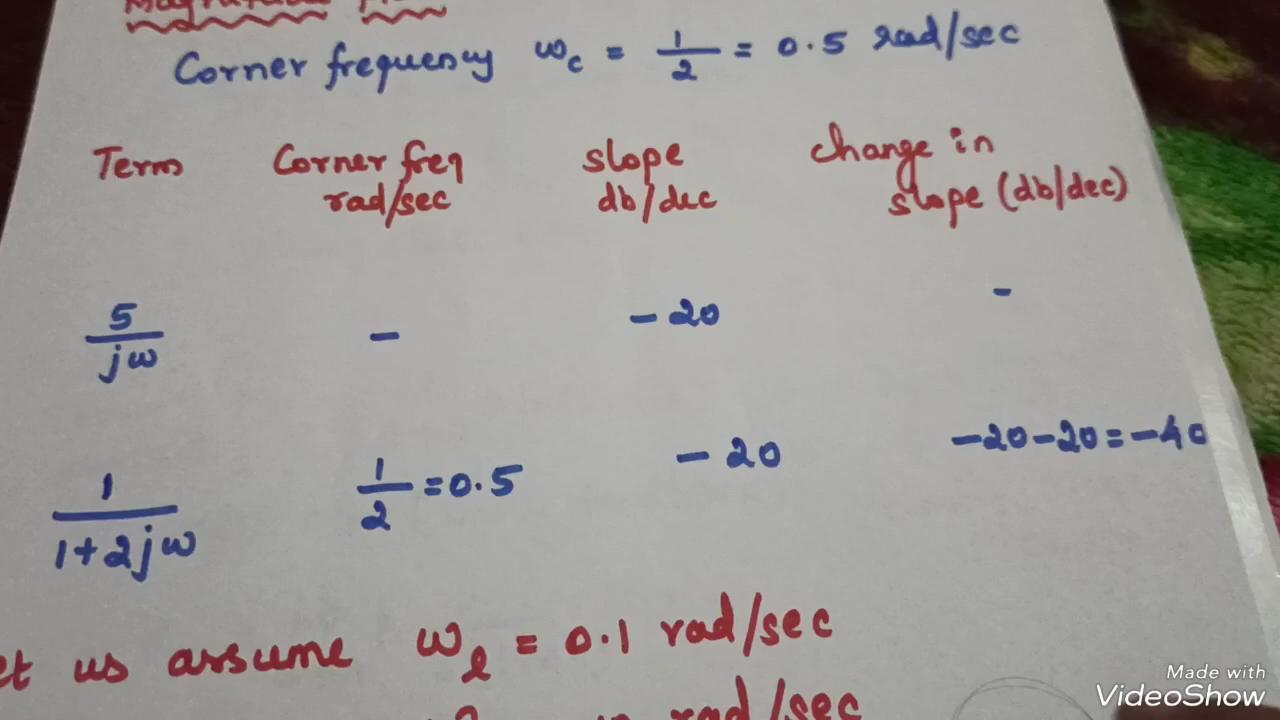 Corner frequency ωc = 1/2 = 0.5 rad/sec
Term Corner freq rad/sec slope db/dec change in slope (db/dec)
5/jω - -20 -
1/1+2jω 1/2 = 0.5 -20 -20-20=-40
us assume ωl = 0.1 rad/sec
rad/sec
Made with
VideoShow